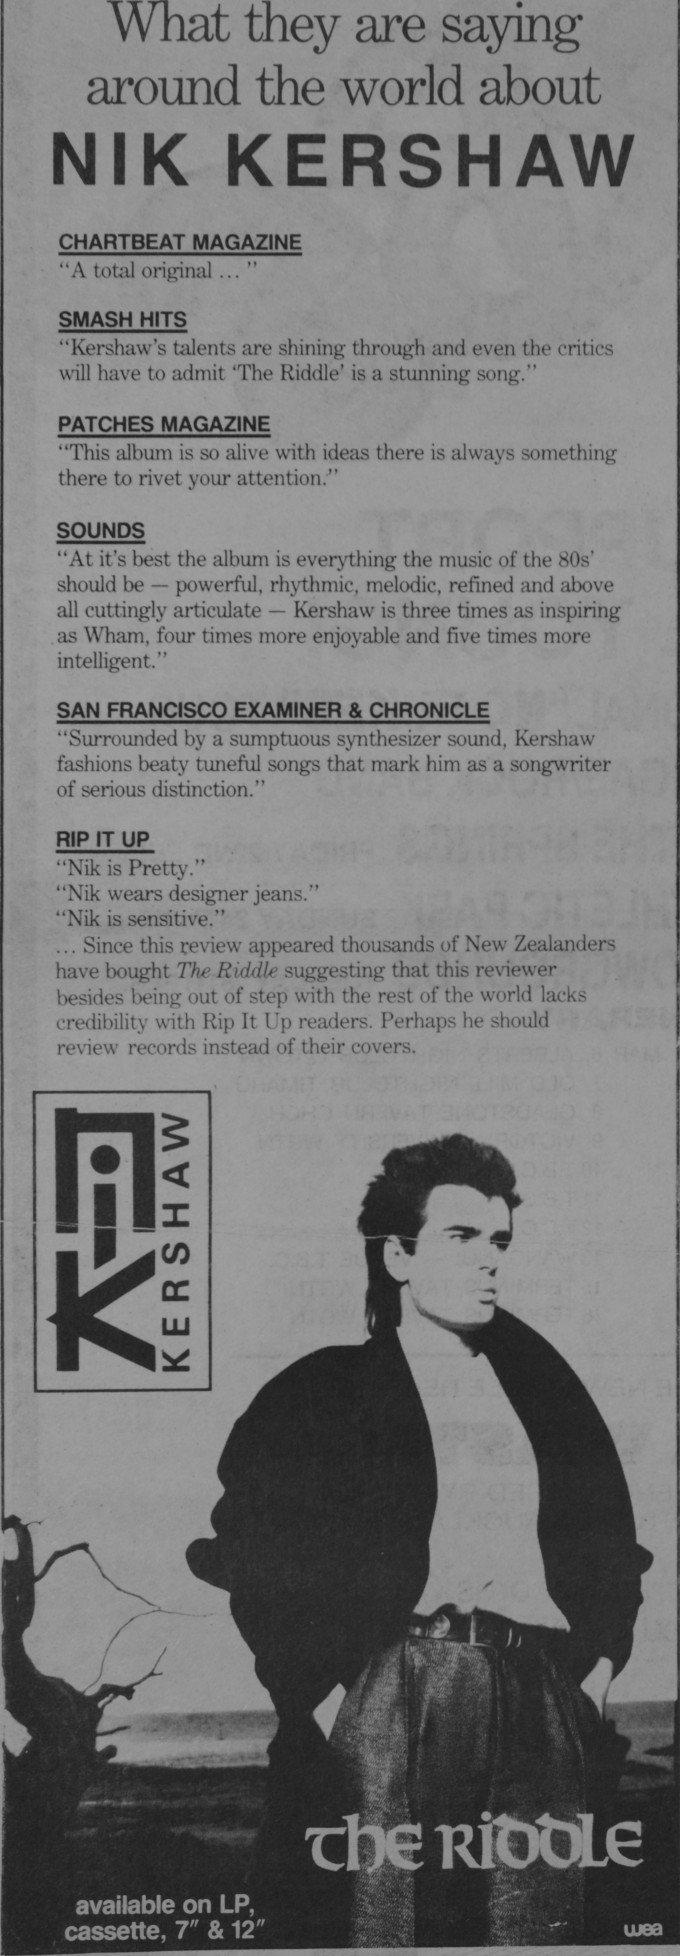 What they are saying
around the world about
NIK KERSHAW
CHARTBEAT MAGAZINE
“A total original ... ”
SMASH HITS
“Kershaw’s talents are shining through and even the critics
will have to admit ‘The Riddle’ is a stunning song.”
PATCHES MAGAZINE
“This album is so alive with ideas there is always something
there to rivet your attention.”
SOUNDS
“At it’s best the album is everything the music of the 80s’
should be — powerful, rhythmic, melodic, refined and above
all cuttingly articulate — Kershaw is three times as inspiring
as Wham, four times more enjoyable and five times more
intelligent.”
SAN FRANCISCO EXAMINER & CHRONICLE
“Surrounded by a sumptuous synthesizer sound, Kershaw
fashions beaty tuneful songs that mark him as a songwriter
of serious distinction.”
RIP IT UP
“Nik is Pretty.”
“Nik wears designer jeans.”
“Nik is sensitive.”
... Since this review appeared thousands of New Zealanders
have bought The Riddle suggesting that this reviewer
besides being out of step with the rest of the world lacks
credibility with Rip It Up readers. Perhaps he should
review records instead of their covers.
NiK
KERSHAW
The Riddle
available on LP,
cassette, 7″ & 12″
wea